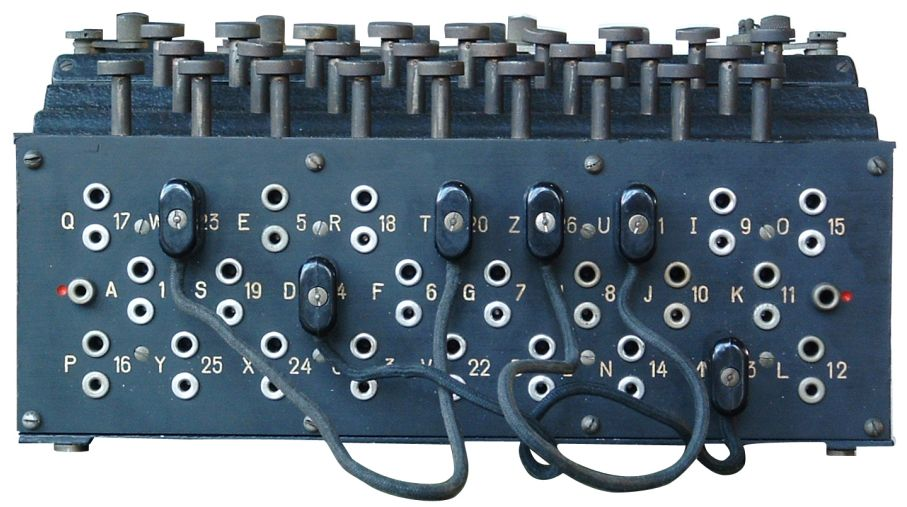 Q 17 W 23 E 5 R 18 T 20 Z 6 U 1 I 9 O 15
A 1 S 19 D 4 F 6 G 7 8 J 10 K 11
P 16 Y 25 X 24 3 V 22 N 14 M 3 L 12